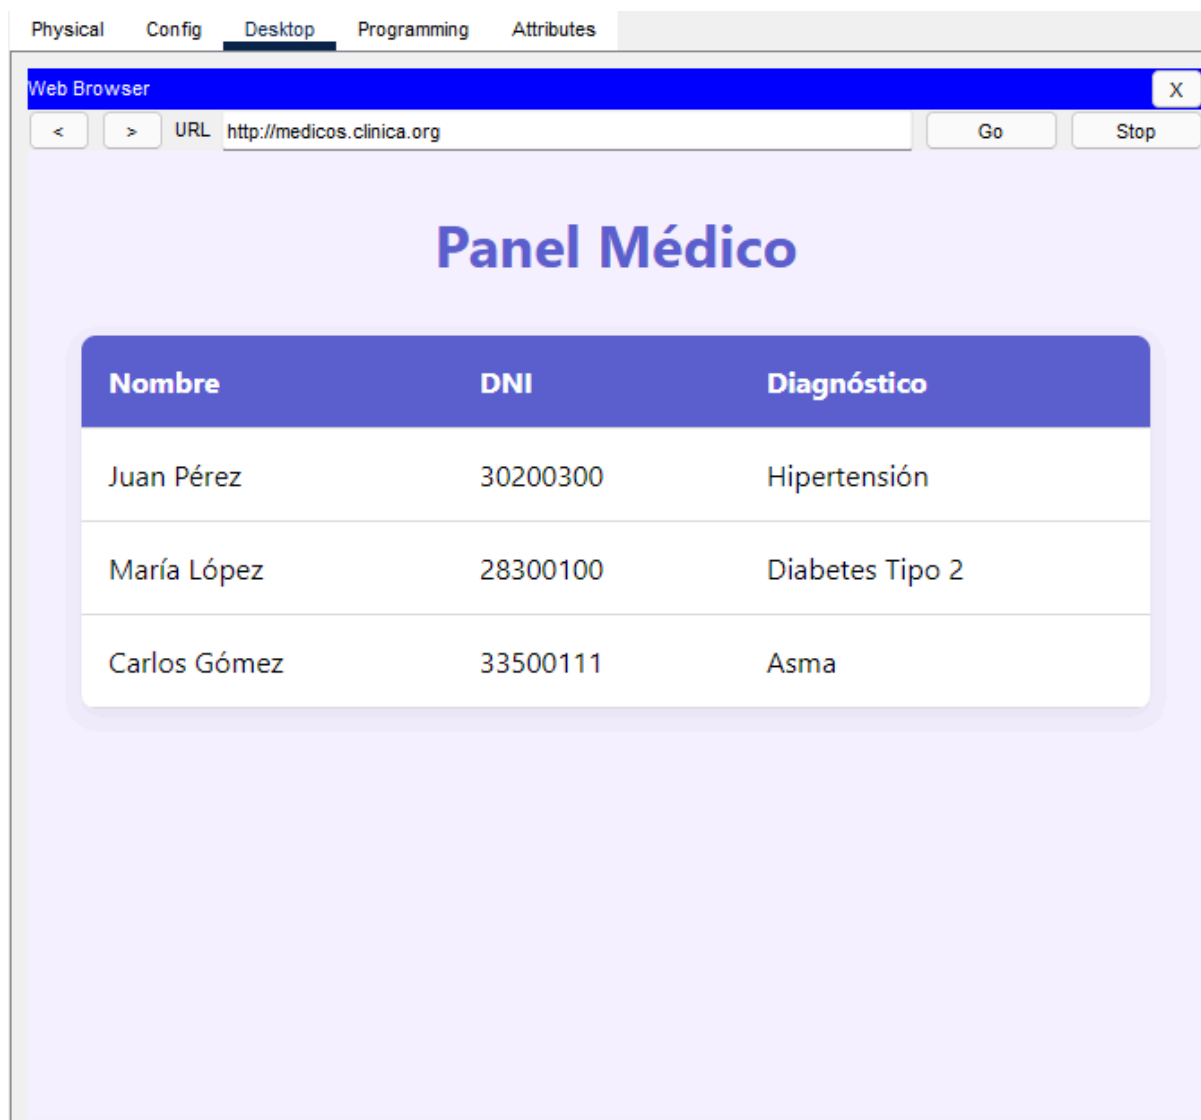 Physical Config Desktop Programming Attributes
Web Browser X
< > URL http://medicos.clinica.org Go Stop
Panel Médico
Nombre DNI Diagnóstico
Juan Pérez 30200300 Hipertensión
María López 28300100 Diabetes Tipo 2
Carlos Gómez 33500111 Asma